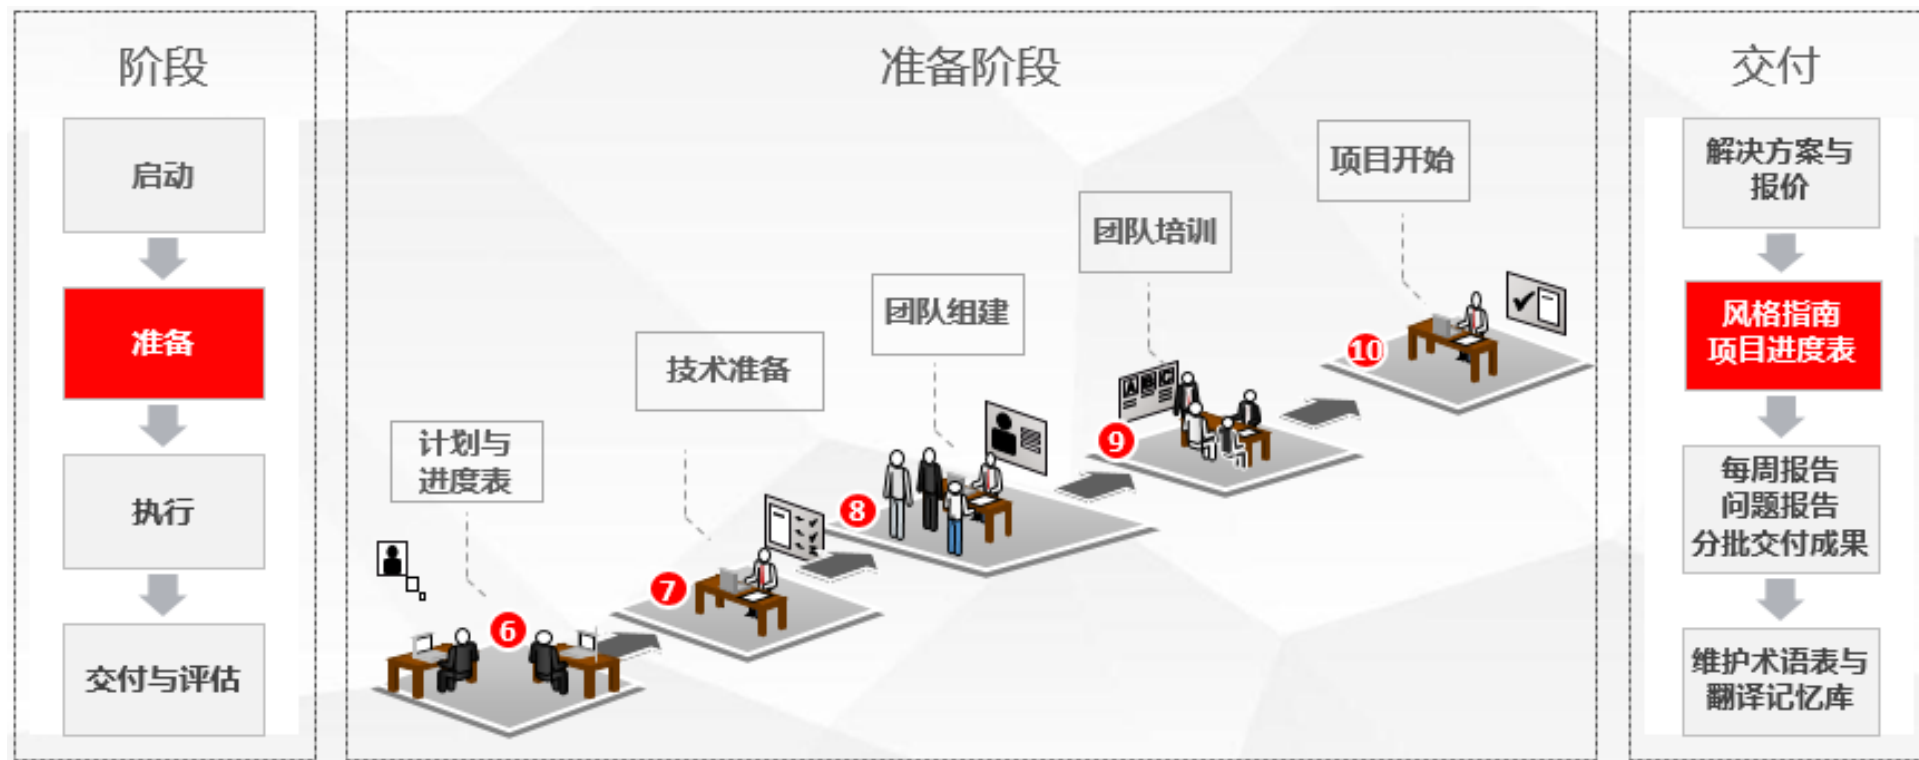 阶段
启动
准备
执行
交付与评估
准备阶段
计划与
进度表
6
技术准备
7
团队组建
8
团队培训
ABC
9
项目开始
10
交付
解决方案与
报价
风格指南
项目进度表
每周报告
问题报告
分批交付成果
维护术语表与
翻译记忆库